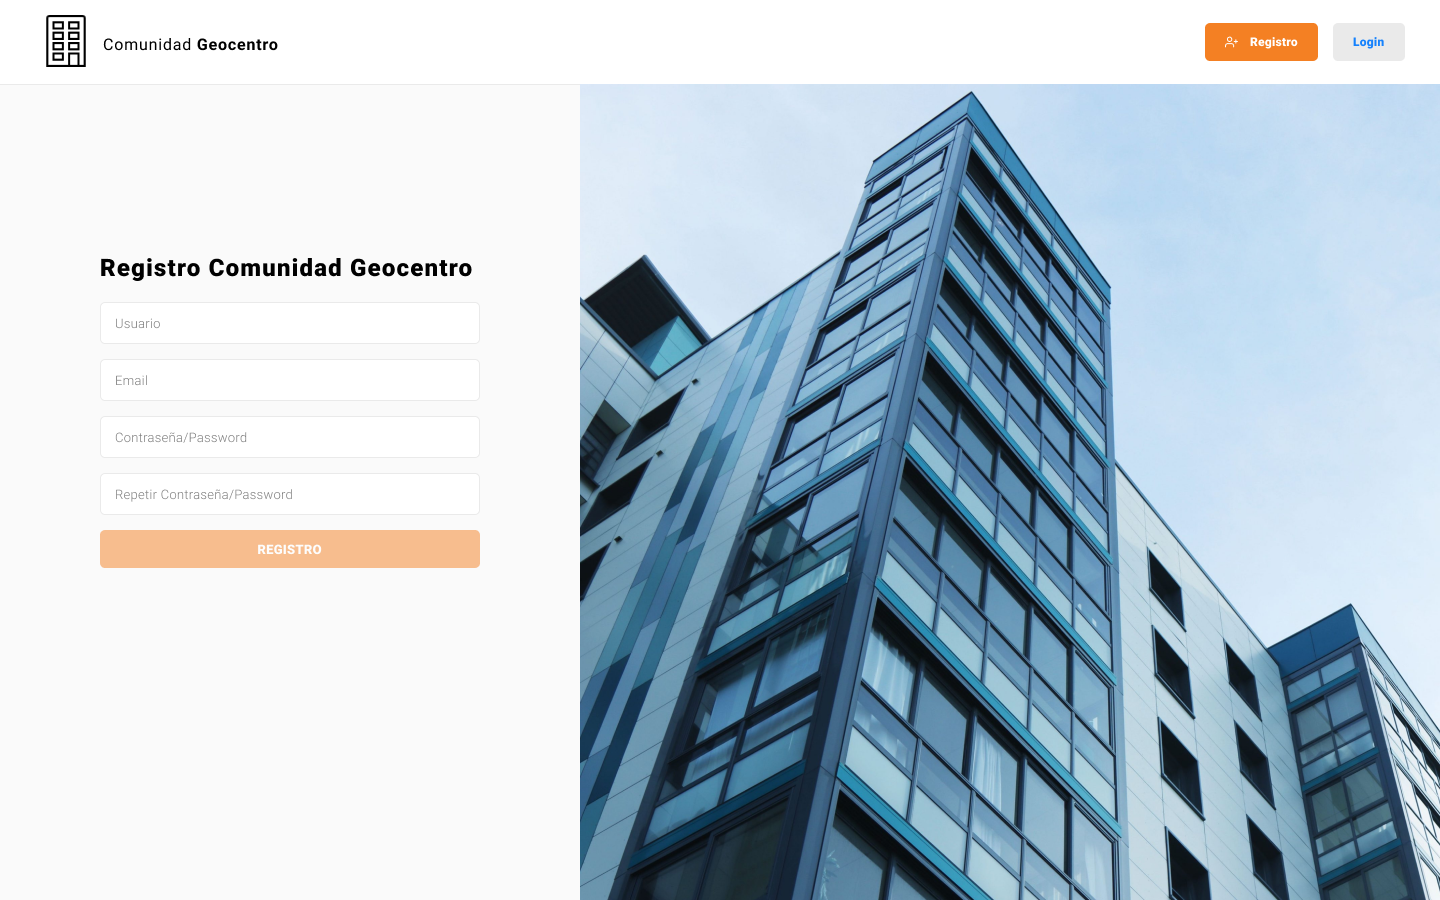 Comunidad Geocentro
Registro
Login
Registro Comunidad Geocentro
Usuario
Email
Contraseña/Password
Repetir Contraseña/Password
REGISTRO